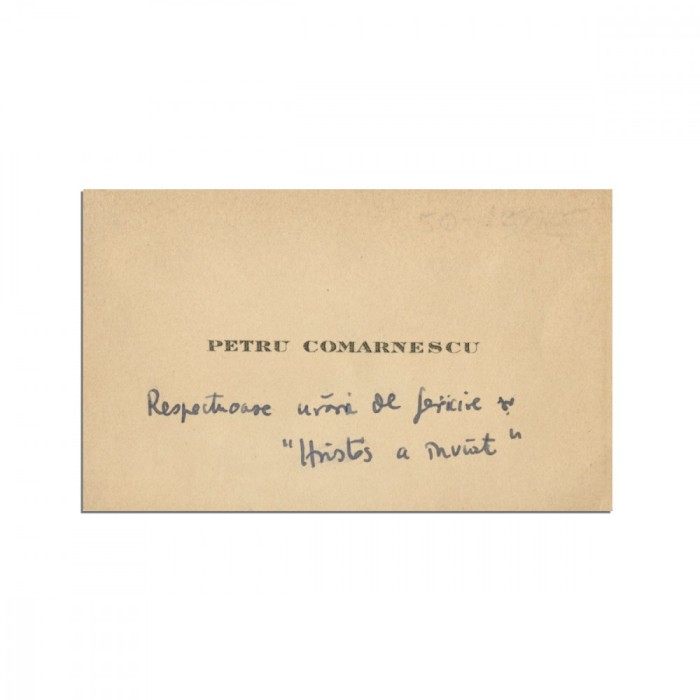 PETRU COMARNESCU
Respectuoase urări de fericire și
"Hristos a înviat"